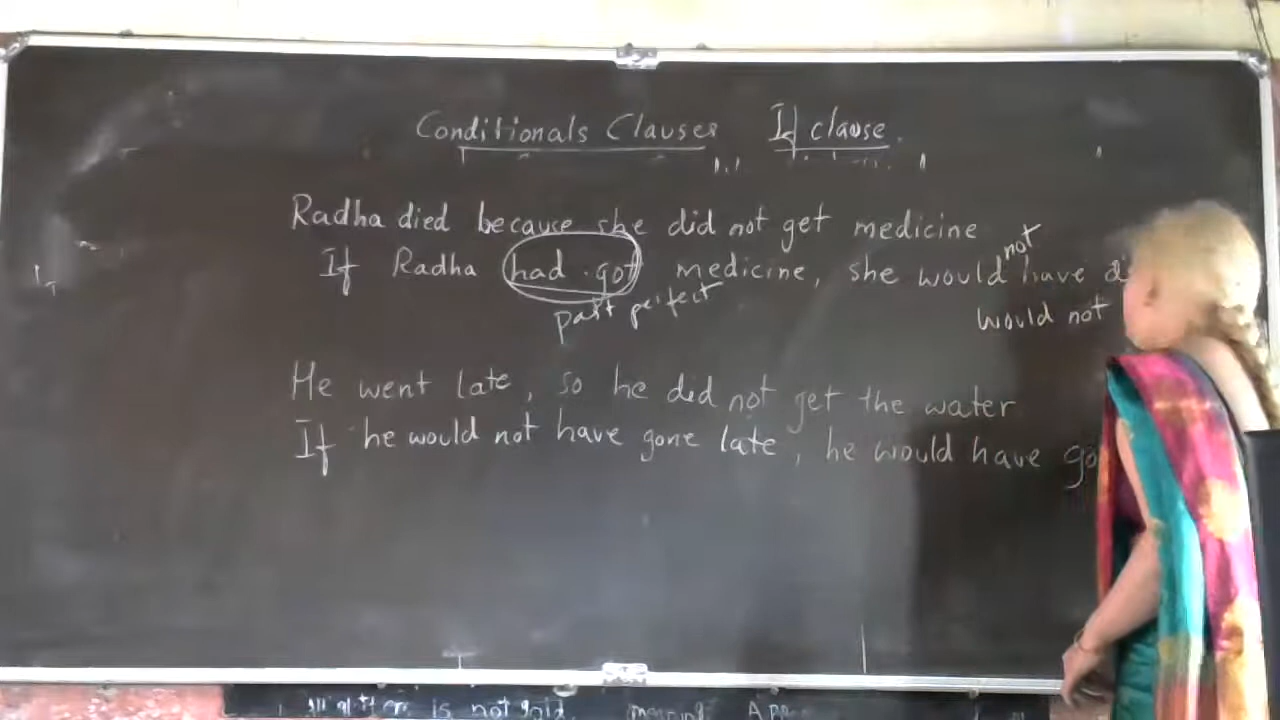 Conditionals Clauses If clause.
Radha died because she did not get medicine
not
If Radha had got medicine, she would have
past perfect
would not
He went late, so he did not get the water
If he would not have gone late, he would have
is not gold. meaning